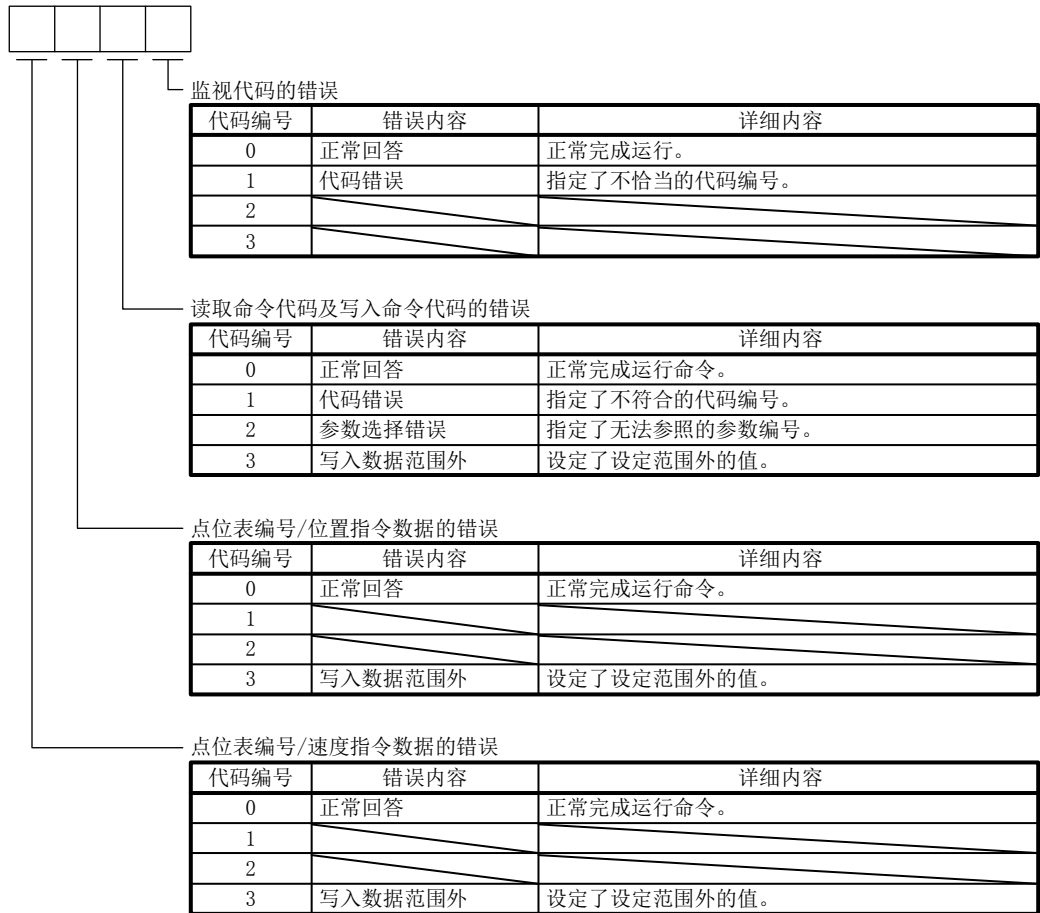 监视代码的错误
代码编号 错误内容 详细内容
0 正常回答 正常完成运行。
1 代码错误 指定了不恰当的代码编号。
2
3
读取命令代码及写入命令代码的错误
代码编号 错误内容 详细内容
0 正常回答 正常完成运行命令。
1 代码错误 指定了不符合的代码编号。
2 参数选择错误 指定了无法参照的参数编号。
3 写入数据范围外 设定了设定范围外的值。
点位表编号/位置指令数据的错误
代码编号 错误内容 详细内容
0 正常回答 正常完成运行命令。
1
2
3 写入数据范围外 设定了设定范围外的值。
点位表编号/速度指令数据的错误
代码编号 错误内容 详细内容
0 正常回答 正常完成运行命令。
1
2
3 写入数据范围外 设定了设定范围外的值。